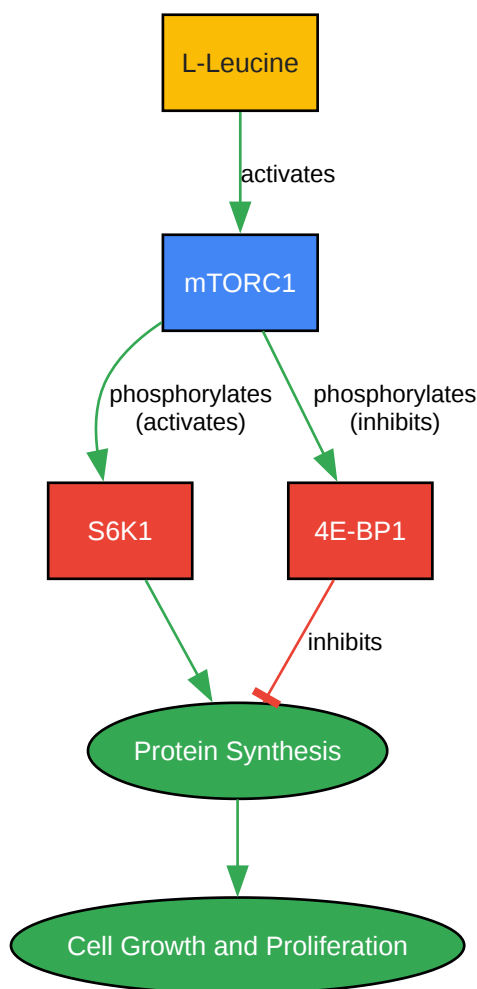 L-Leucine
activates
mTORC1
phosphorylates
(activates)
phosphorylates
(inhibits)
S6K1
4E-BP1
inhibits
Protein Synthesis
Cell Growth and Proliferation